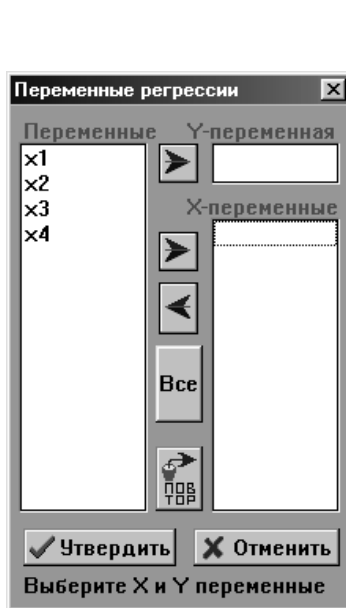 Переменные регрессии
Переменные Y-переменная
x1
x2
x3
x4
X-переменные
Все
ПОВ
ТОР
Утвердить Отменить
Выберите X и Y переменные